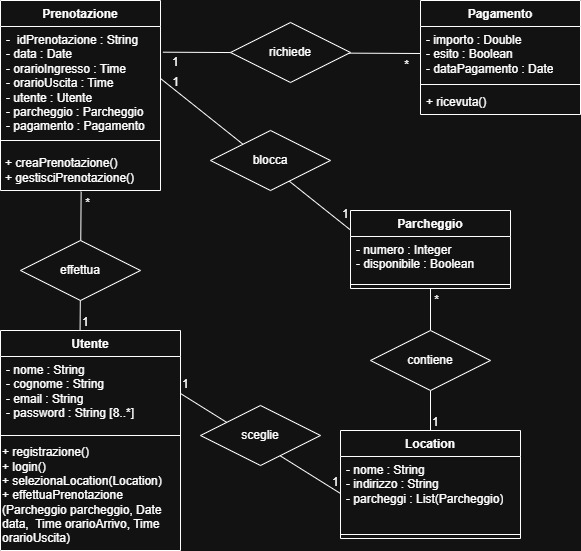 Prenotazione
- idPrenotazione : String
- data : Date
- orarioIngresso : Time
- orarioUscita : Time
- utente : Utente
- parcheggio : Parcheggio
- pagamento : Pagamento
+ creaPrenotazione()
+ gestisciPrenotazione()
1
richiede
*
Pagamento
- importo : Double
- esito : Boolean
- dataPagamento : Date
+ ricevuta()
1
blocca
1
Parcheggio
- numero : Integer
- disponibile : Boolean
*
effettua
1
*
contiene
1
Utente
- nome : String
- cognome : String
- email : String
- password : String [8..*]
+ registrazione()
+ login()
+ selezionaLocation(Location)
+ effettuaPrenotazione
(Parcheggio parcheggio, Date
data,  Time orarioArrivo, Time
orarioUscita)
1
sceglie
1
Location
- nome : String
- indirizzo : String
- parcheggi : List(Parcheggio)